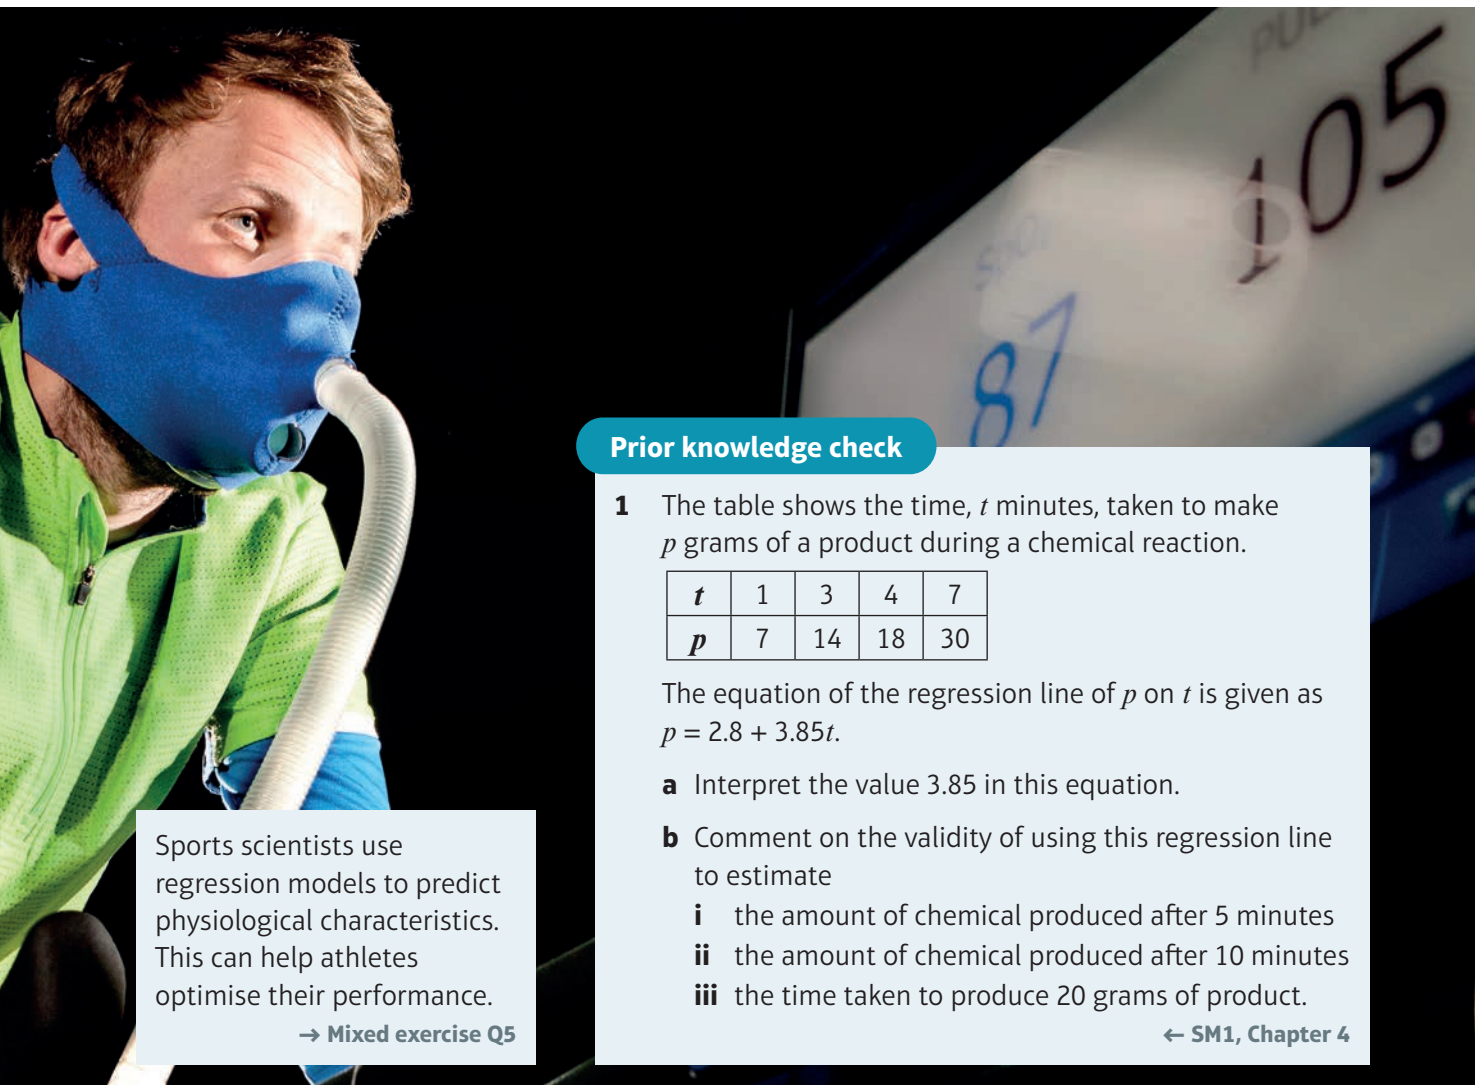 PUL
105
87
Prior knowledge check
1 The table shows the time, t minutes, taken to make
p grams of a product during a chemical reaction.
t 1 3 4 7
p 7 14 18 30
The equation of the regression line of p on t is given as
p = 2.8 + 3.85t.
a Interpret the value 3.85 in this equation.
b Comment on the validity of using this regression line
to estimate
i the amount of chemical produced after 5 minutes
ii the amount of chemical produced after 10 minutes
iii the time taken to produce 20 grams of product.
← SM1, Chapter 4
Sports scientists use
regression models to predict
physiological characteristics.
This can help athletes
optimise their performance.
→ Mixed exercise Q5